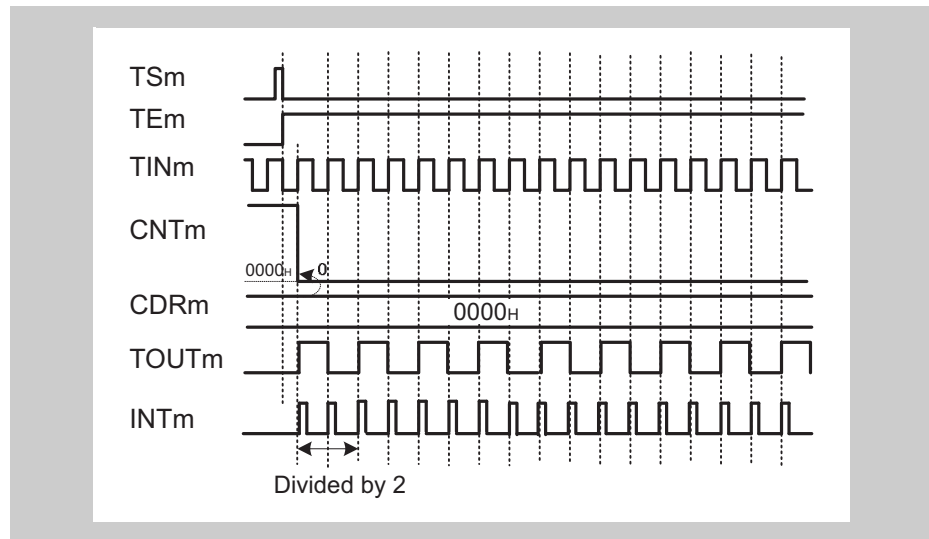 TSm
TEm
TINm
CNTm
0000H 0
CDRm
0000H
TOUTm
INTm
Divided by 2